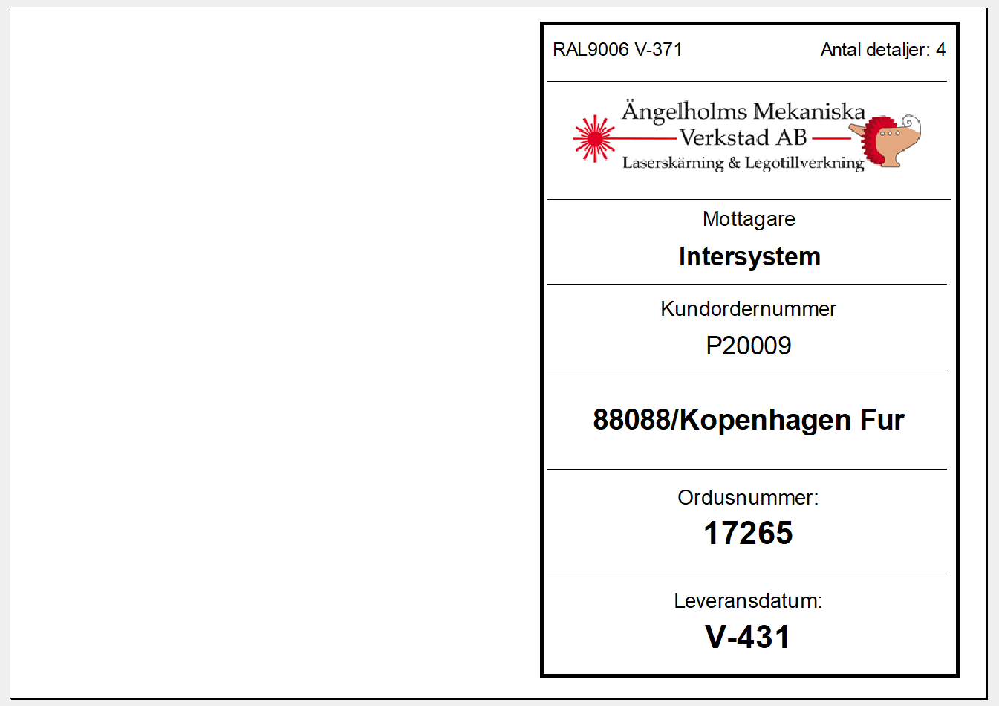 RAL9006 V-371 Antal detaljer: 4
Ängelholms Mekaniska
Verkstad AB
Laserskärning & Legotillverkning
Mottagare
Intersystem
Kundordernummer
P20009
88088/Kopenhagen Fur
Ordusnummer:
17265
Leveransdatum:
V-431